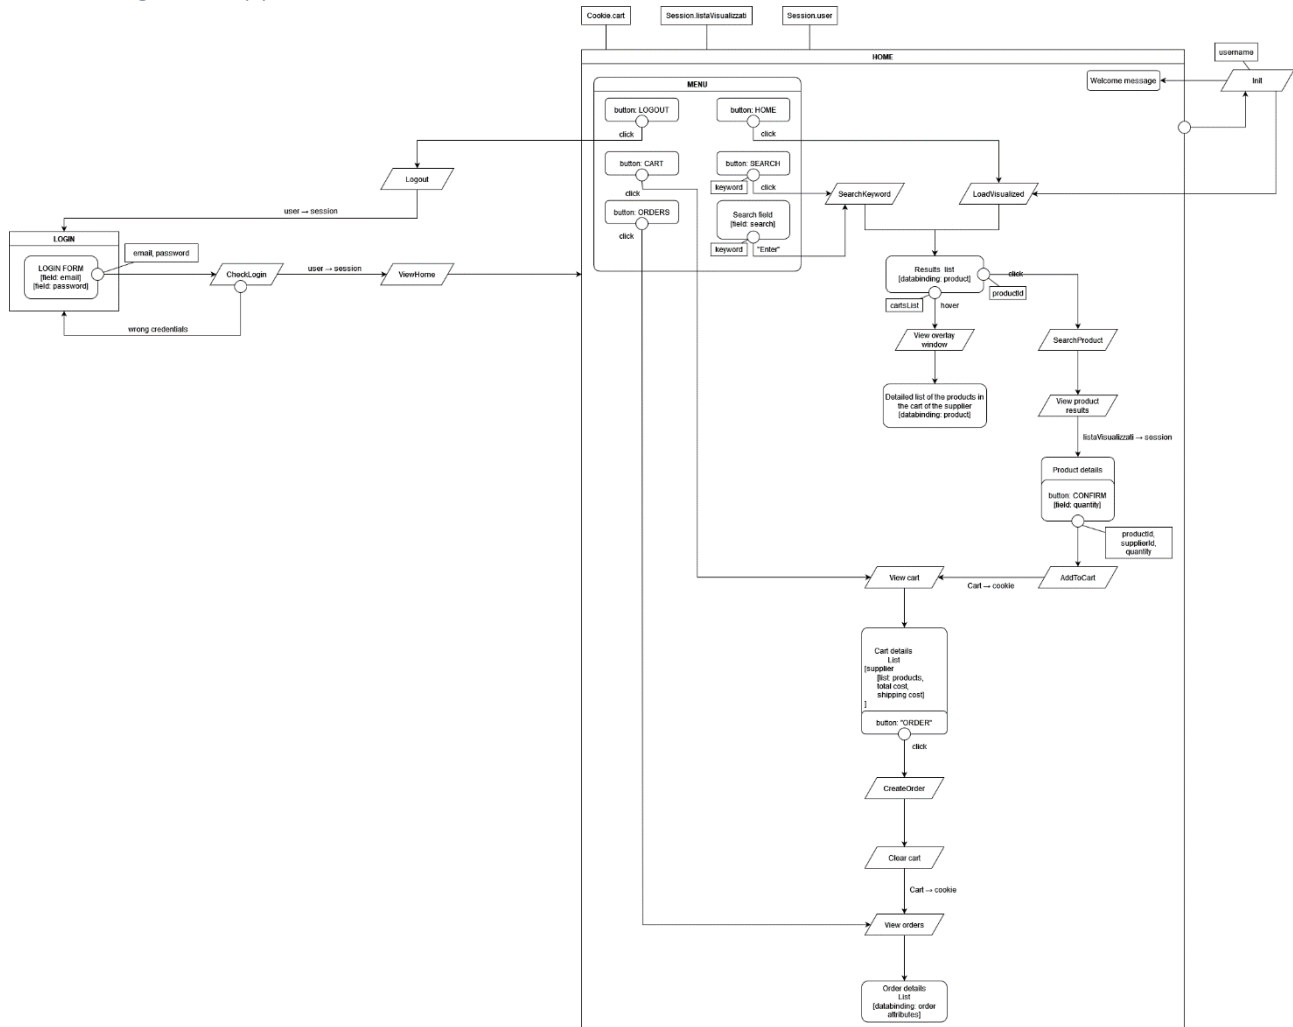 Cookie.cart
Session.listaVisualizzati
Session.user
HOME
username
Init
Welcome message
MENU
button: LOGOUT
click
button: HOME
click
button: CART
click
button: SEARCH
keyword
click
button: ORDERS
click
Search field
[field: search]
keyword
"Enter"
Logout
user → session
LOGIN
LOGIN FORM
[field: email]
[field: password]
email, password
CheckLogin
user → session
ViewHome
wrong credentials
SearchKeyword
LoadVisualized
Results list
[databinding: product]
click
productId
cartsList
hover
View overlay
window
SearchProduct
Detailed list of the products in
the cart of the supplier
[databinding: product]
View product
results
listaVisualizzati → session
Product details
button: CONFIRM
[field: quantity]
productId,
supplierId,
quantity
View cart
Cart → cookie
AddToCart
Cart details
List
[supplier
[list: products,
total cost,
shipping cost]
]
button: "ORDER"
click
CreateOrder
Clear cart
Cart → cookie
View orders
Order details
List
[databinding: order
attributes]